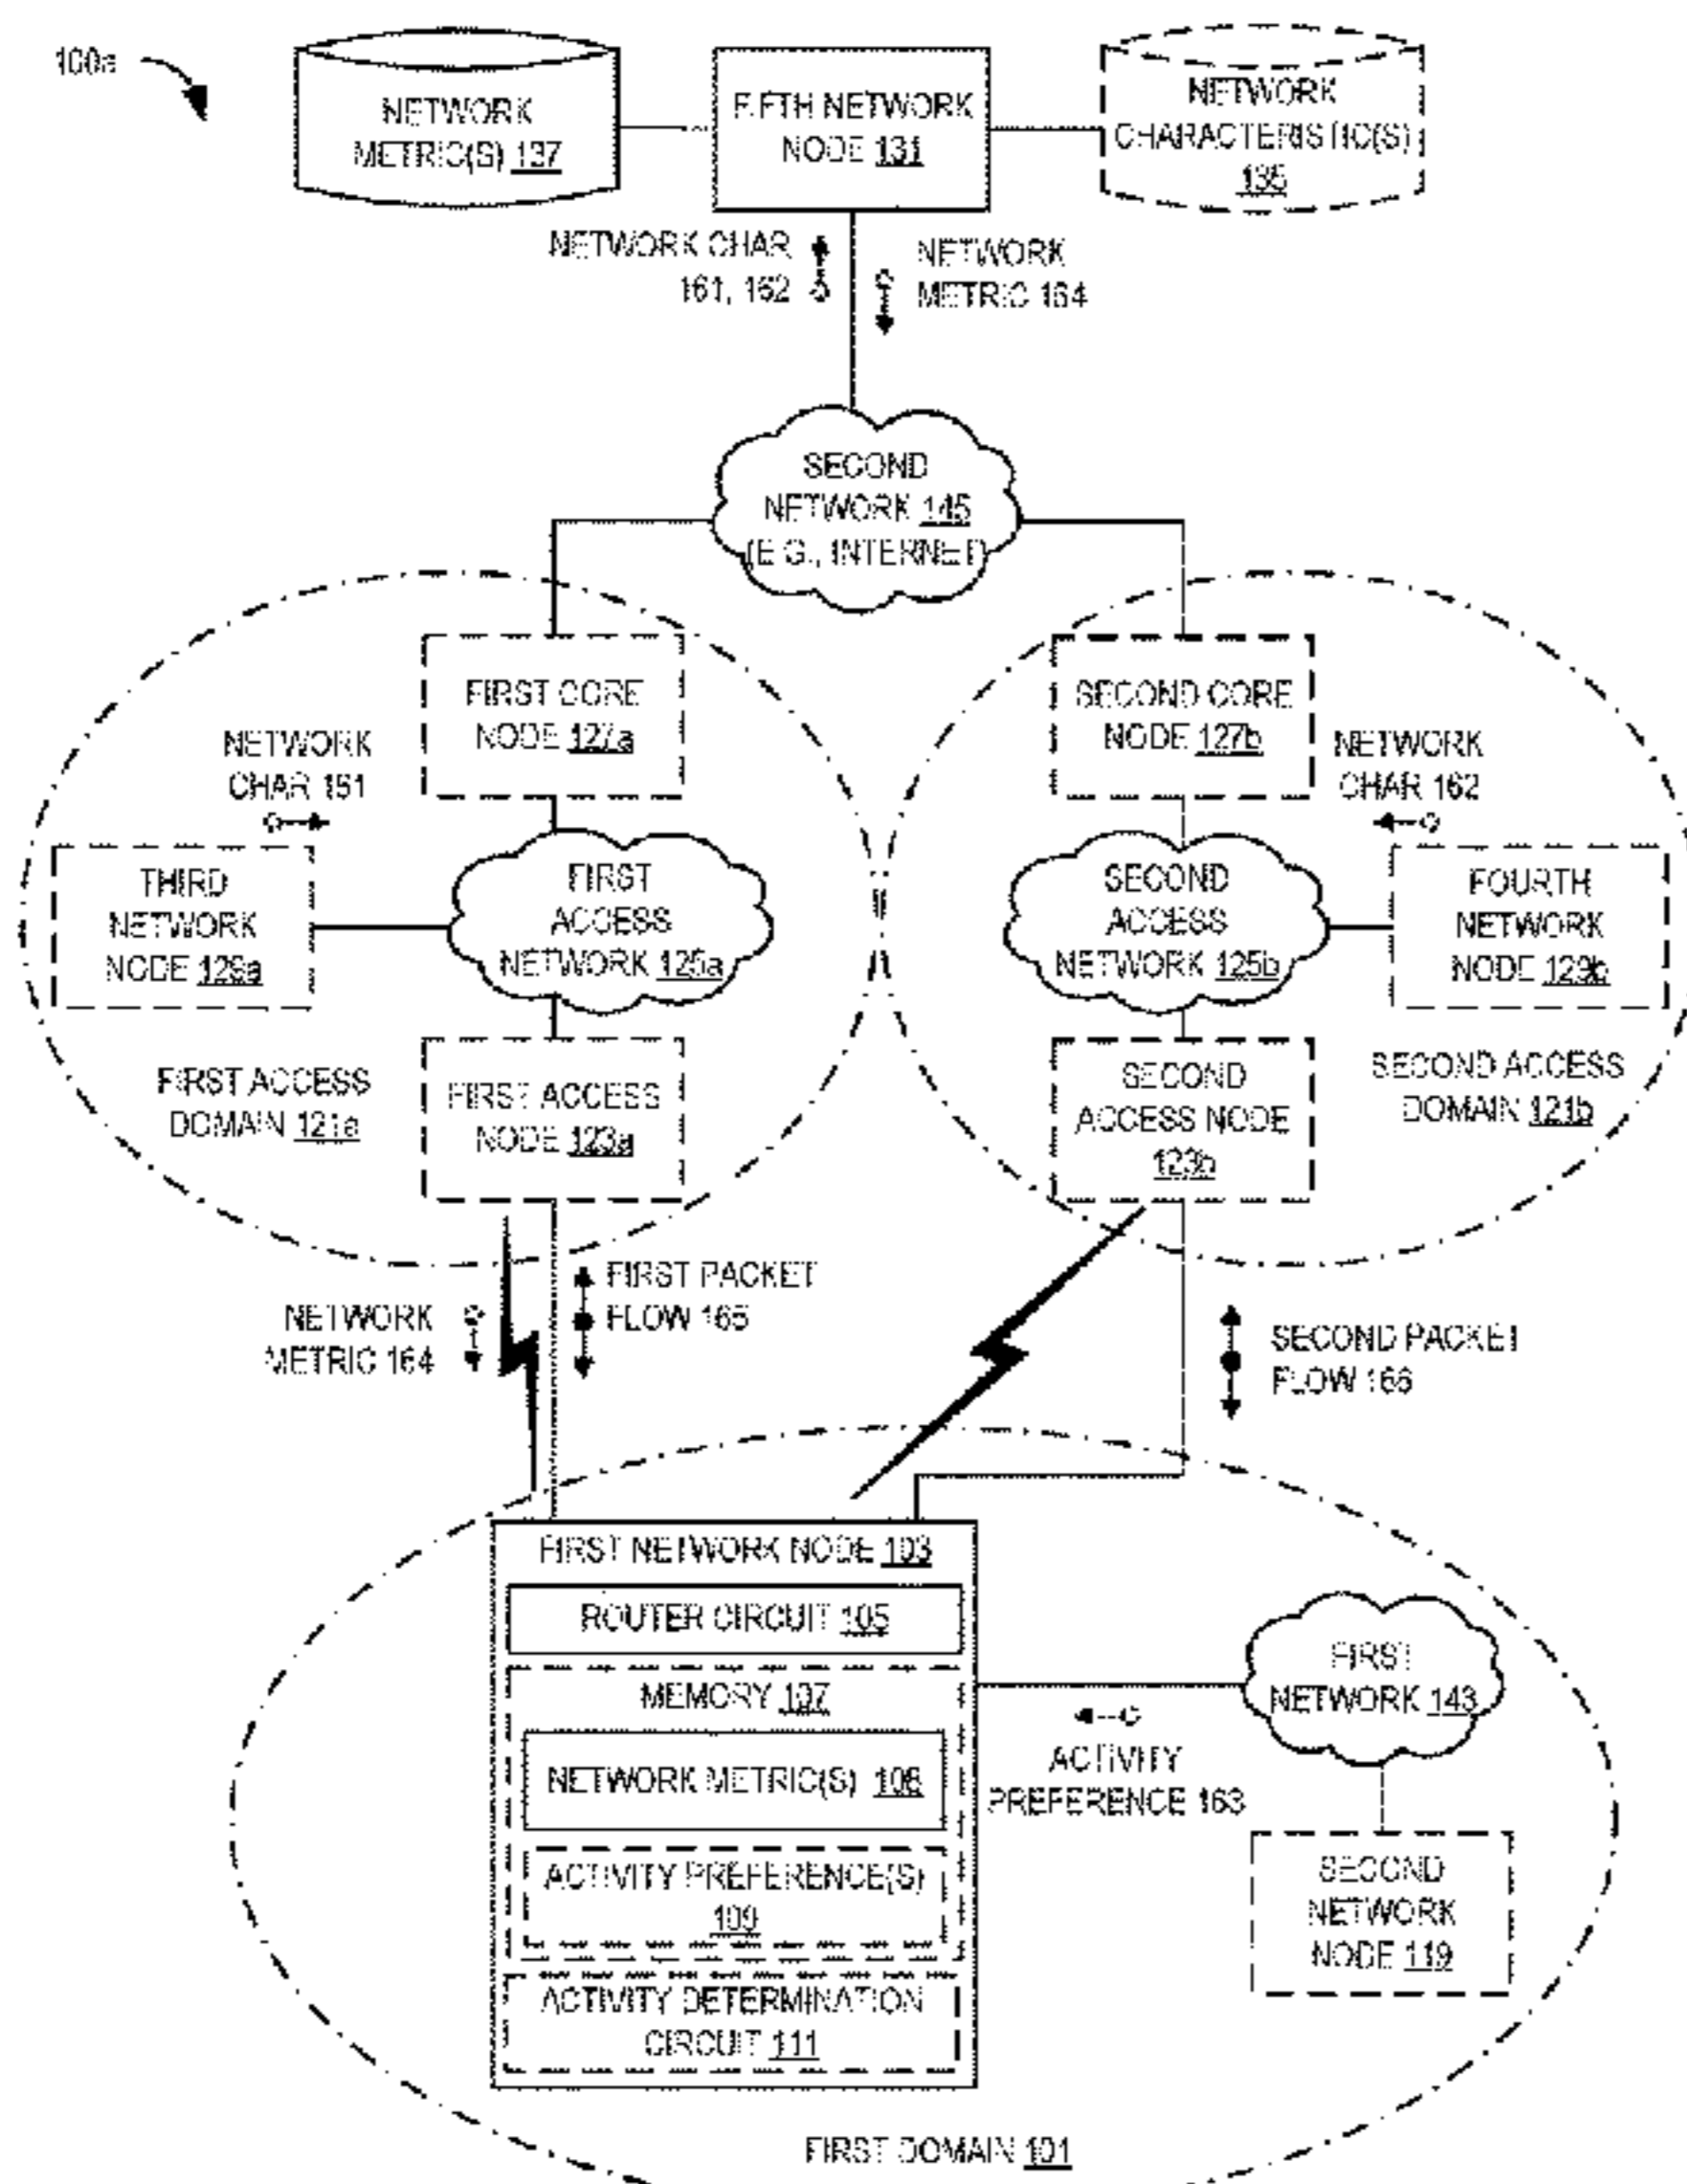 100a
NETWORK
METRIC(S) 137
FIFTH NETWORK
NODE 131
NETWORK
CHARACTERISTIC(S)
135
NETWORK CHAR
161, 162
NETWORK
METRIC 164
SECOND
NETWORK 145
(E.G., INTERNET)
FIRST CORE
NODE 127a
SECOND CORE
NODE 127b
NETWORK
CHAR 161
NETWORK
CHAR 162
THIRD
NETWORK
NODE 129a
FIRST
ACCESS
NETWORK 125a
SECOND
ACCESS
NETWORK 125b
FOURTH
NETWORK
NODE 129b
FIRST ACCESS
DOMAIN 121a
FIRST ACCESS
NODE 123a
SECOND
ACCESS NODE
123b
SECOND ACCESS
DOMAIN 121b
NETWORK
METRIC 164
FIRST PACKET
FLOW 165
SECOND PACKET
FLOW 166
FIRST NETWORK NODE 103
ROUTER CIRCUIT 105
MEMORY 107
NETWORK METRIC(S) 108
ACTIVITY PREFERENCE(S)
109
ACTIVITY DETERMINATION
CIRCUIT 111
FIRST
NETWORK 143
ACTIVITY
PREFERENCE 163
SECOND
NETWORK
NODE 119
FIRST DOMAIN 101